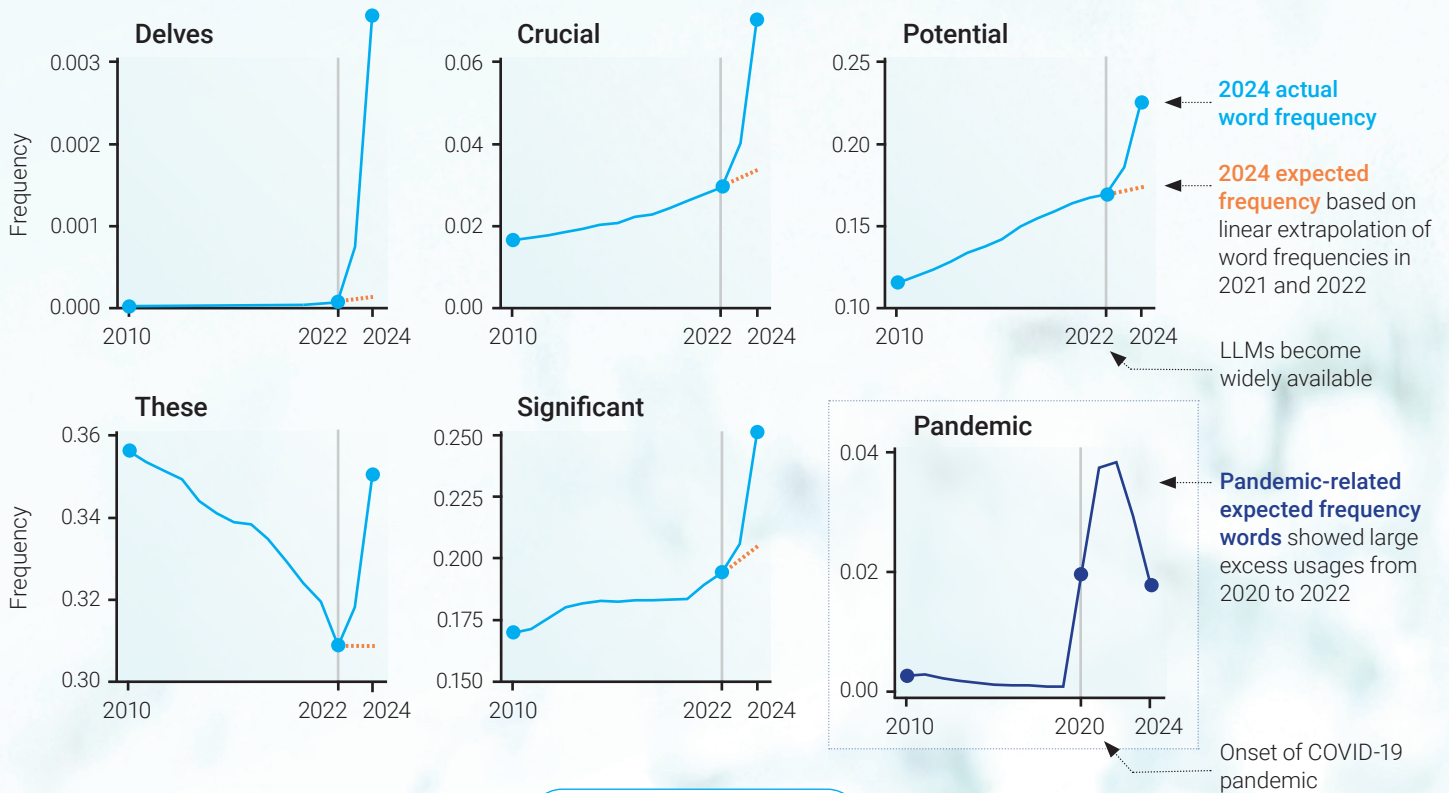 Delves
Crucial
Potential
Frequency
0.003
0.002
0.001
0.000
2010
2022
2024
0.06
0.04
0.02
0.00
2010
2022
2024
0.25
0.20
0.15
0.10
2010
2022
2024
2024 actual
word frequency
2024 expected
frequency based on
linear extrapolation of
word frequencies in
2021 and 2022
LLMs become
widely available
These
Significant
Pandemic
Frequency
0.36
0.34
0.32
0.30
2010
2022
2024
0.250
0.225
0.200
0.175
0.150
2010
2022
2024
0.04
0.02
0.00
2010
2020
2024
Pandemic-related
expected frequency
words showed large
excess usages from
2020 to 2022
Onset of COVID-19
pandemic